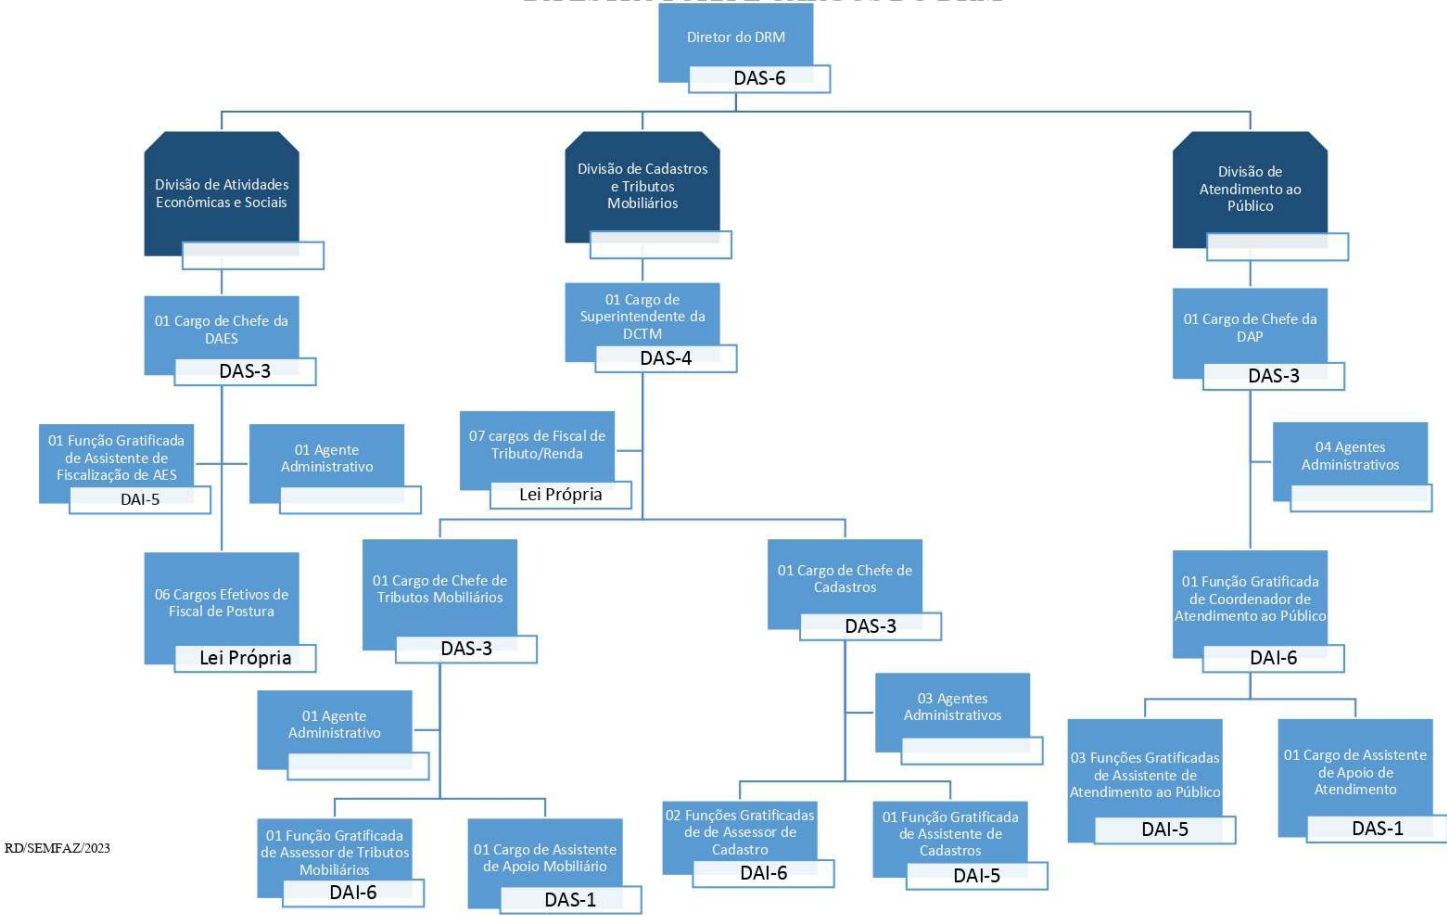 Diretor do DRM
DAS-6
Divisão de Atividades
Econômicas e Sociais
Divisão de Cadastros
e Tributos
Mobiliários
Divisão de
Atendimento ao
Público
01 Cargo de Chefe da
DAES
DAS-3
01 Cargo de
Superintendente da
DCTM
DAS-4
01 Cargo de Chefe da
DAP
DAS-3
01 Função Gratificada
de Assistente de
Fiscalização de AES
DAI-5
01 Agente
Administrativo
07 cargos de Fiscal de
Tributo/Renda
Lei Própria
04 Agentes
Administrativos
06 Cargos Efetivos de
Fiscal de Postura
Lei Própria
01 Cargo de Chefe de
Tributos Mobiliários
DAS-3
01 Cargo de Chefe de
Cadastros
DAS-3
01 Função Gratificada
de Coordenador de
Atendimento ao Público
DAI-6
01 Agente
Administrativo
03 Agentes
Administrativos
03 Funções Gratificadas
de Assistente de
Atendimento ao Público
DAI-5
01 Cargo de Assistente
de Apoio de
Atendimento
DAS-1
01 Função Gratificada
de Assessor de Tributos
Mobiliários
DAI-6
01 Cargo de Assistente
de Apoio Mobiliário
DAS-1
02 Funções Gratificadas
de de Assessor de
Cadastro
DAI-6
01 Função Gratificada
de Assistente de
Cadastros
DAI-5
RD/SEMFAZ/2023